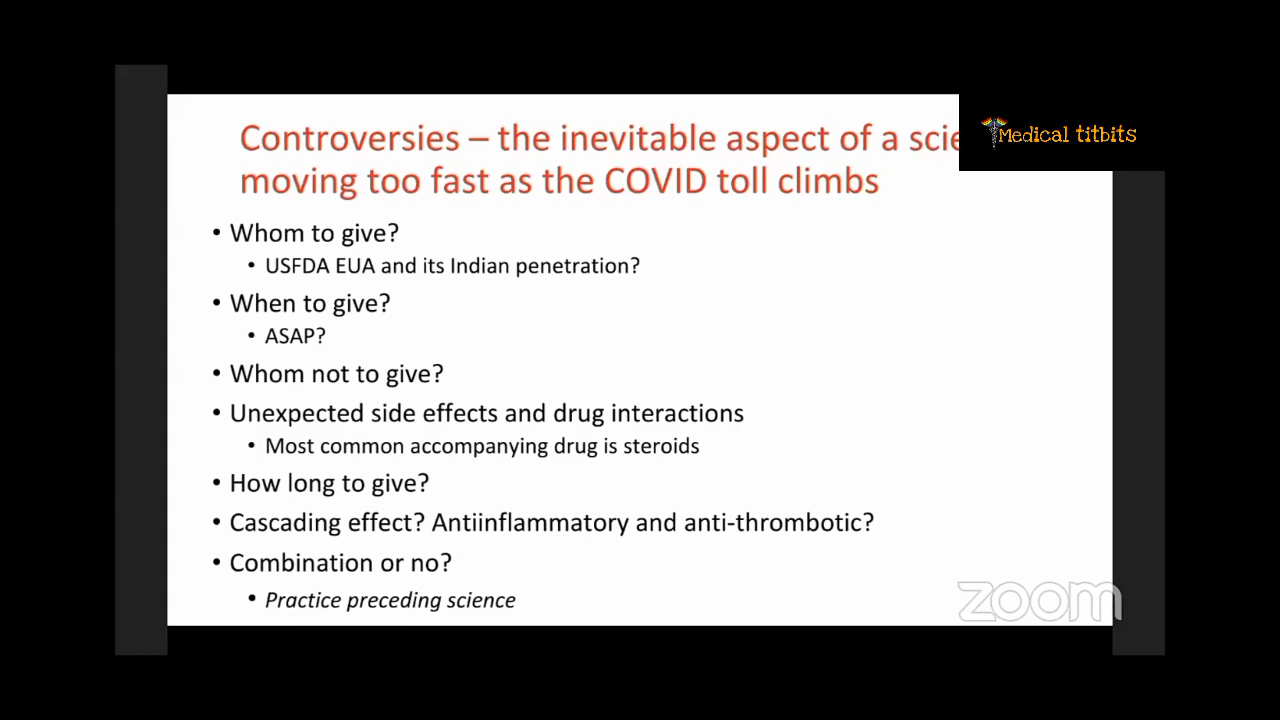 Medical titbits
Controversies – the inevitable aspect of a
moving too fast as the COVID toll climbs
• Whom to give?
• USFDA EUA and its Indian penetration?
• When to give?
• ASAP?
• Whom not to give?
• Unexpected side effects and drug interactions
• Most common accompanying drug is steroids
• How long to give?
• Cascading effect? Antiinflammatory and anti-thrombotic?
• Combination or no?
• Practice preceding science
zoom